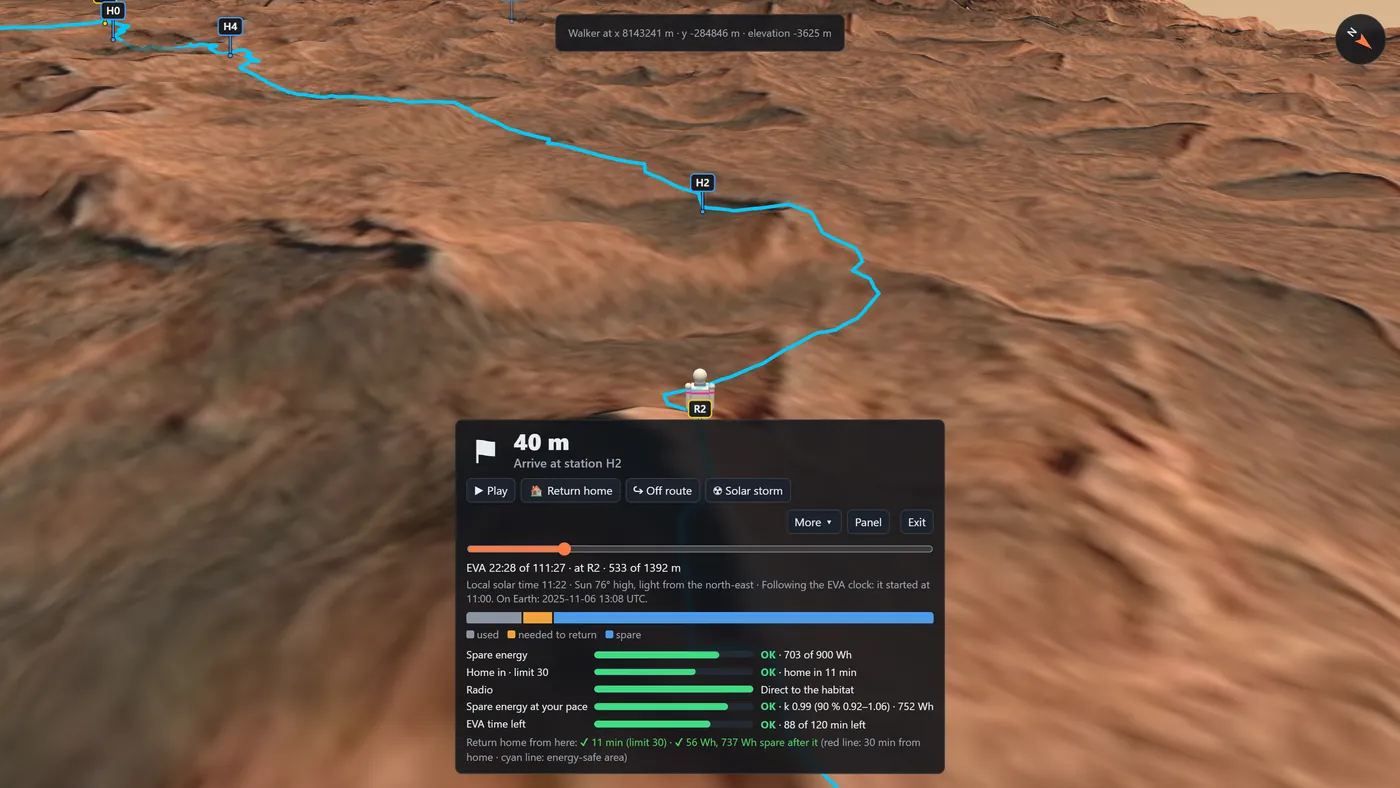 H0
H4
Walker at x 8143241 m · y -284846 m · elevation -3625 m
N
H2
R2
40 m
Arrive at station H2
▶ Play
🏠 Return home
↪ Off route
☢ Solar storm
More ▼
Panel
Exit
EVA 22:28 of 111:27 · at R2 · 533 of 1392 m
Local solar time 11:22 · Sun 76° high, light from the north-east · Following the EVA clock: it started at
11:00. On Earth: 2025-11-06 13:08 UTC.
used needed to return spare
Spare energy OK · 703 of 900 Wh
Home in · limit 30 OK · home in 11 min
Radio Direct to the habitat
Spare energy at your pace OK · k 0.99 (90 % 0.92–1.06) · 752 Wh
EVA time left OK · 88 of 120 min left
Return home from here: ✓ 11 min (limit 30) · ✓ 56 Wh, 737 Wh spare after it (red line: 30 min from
home · cyan line: energy-safe area)